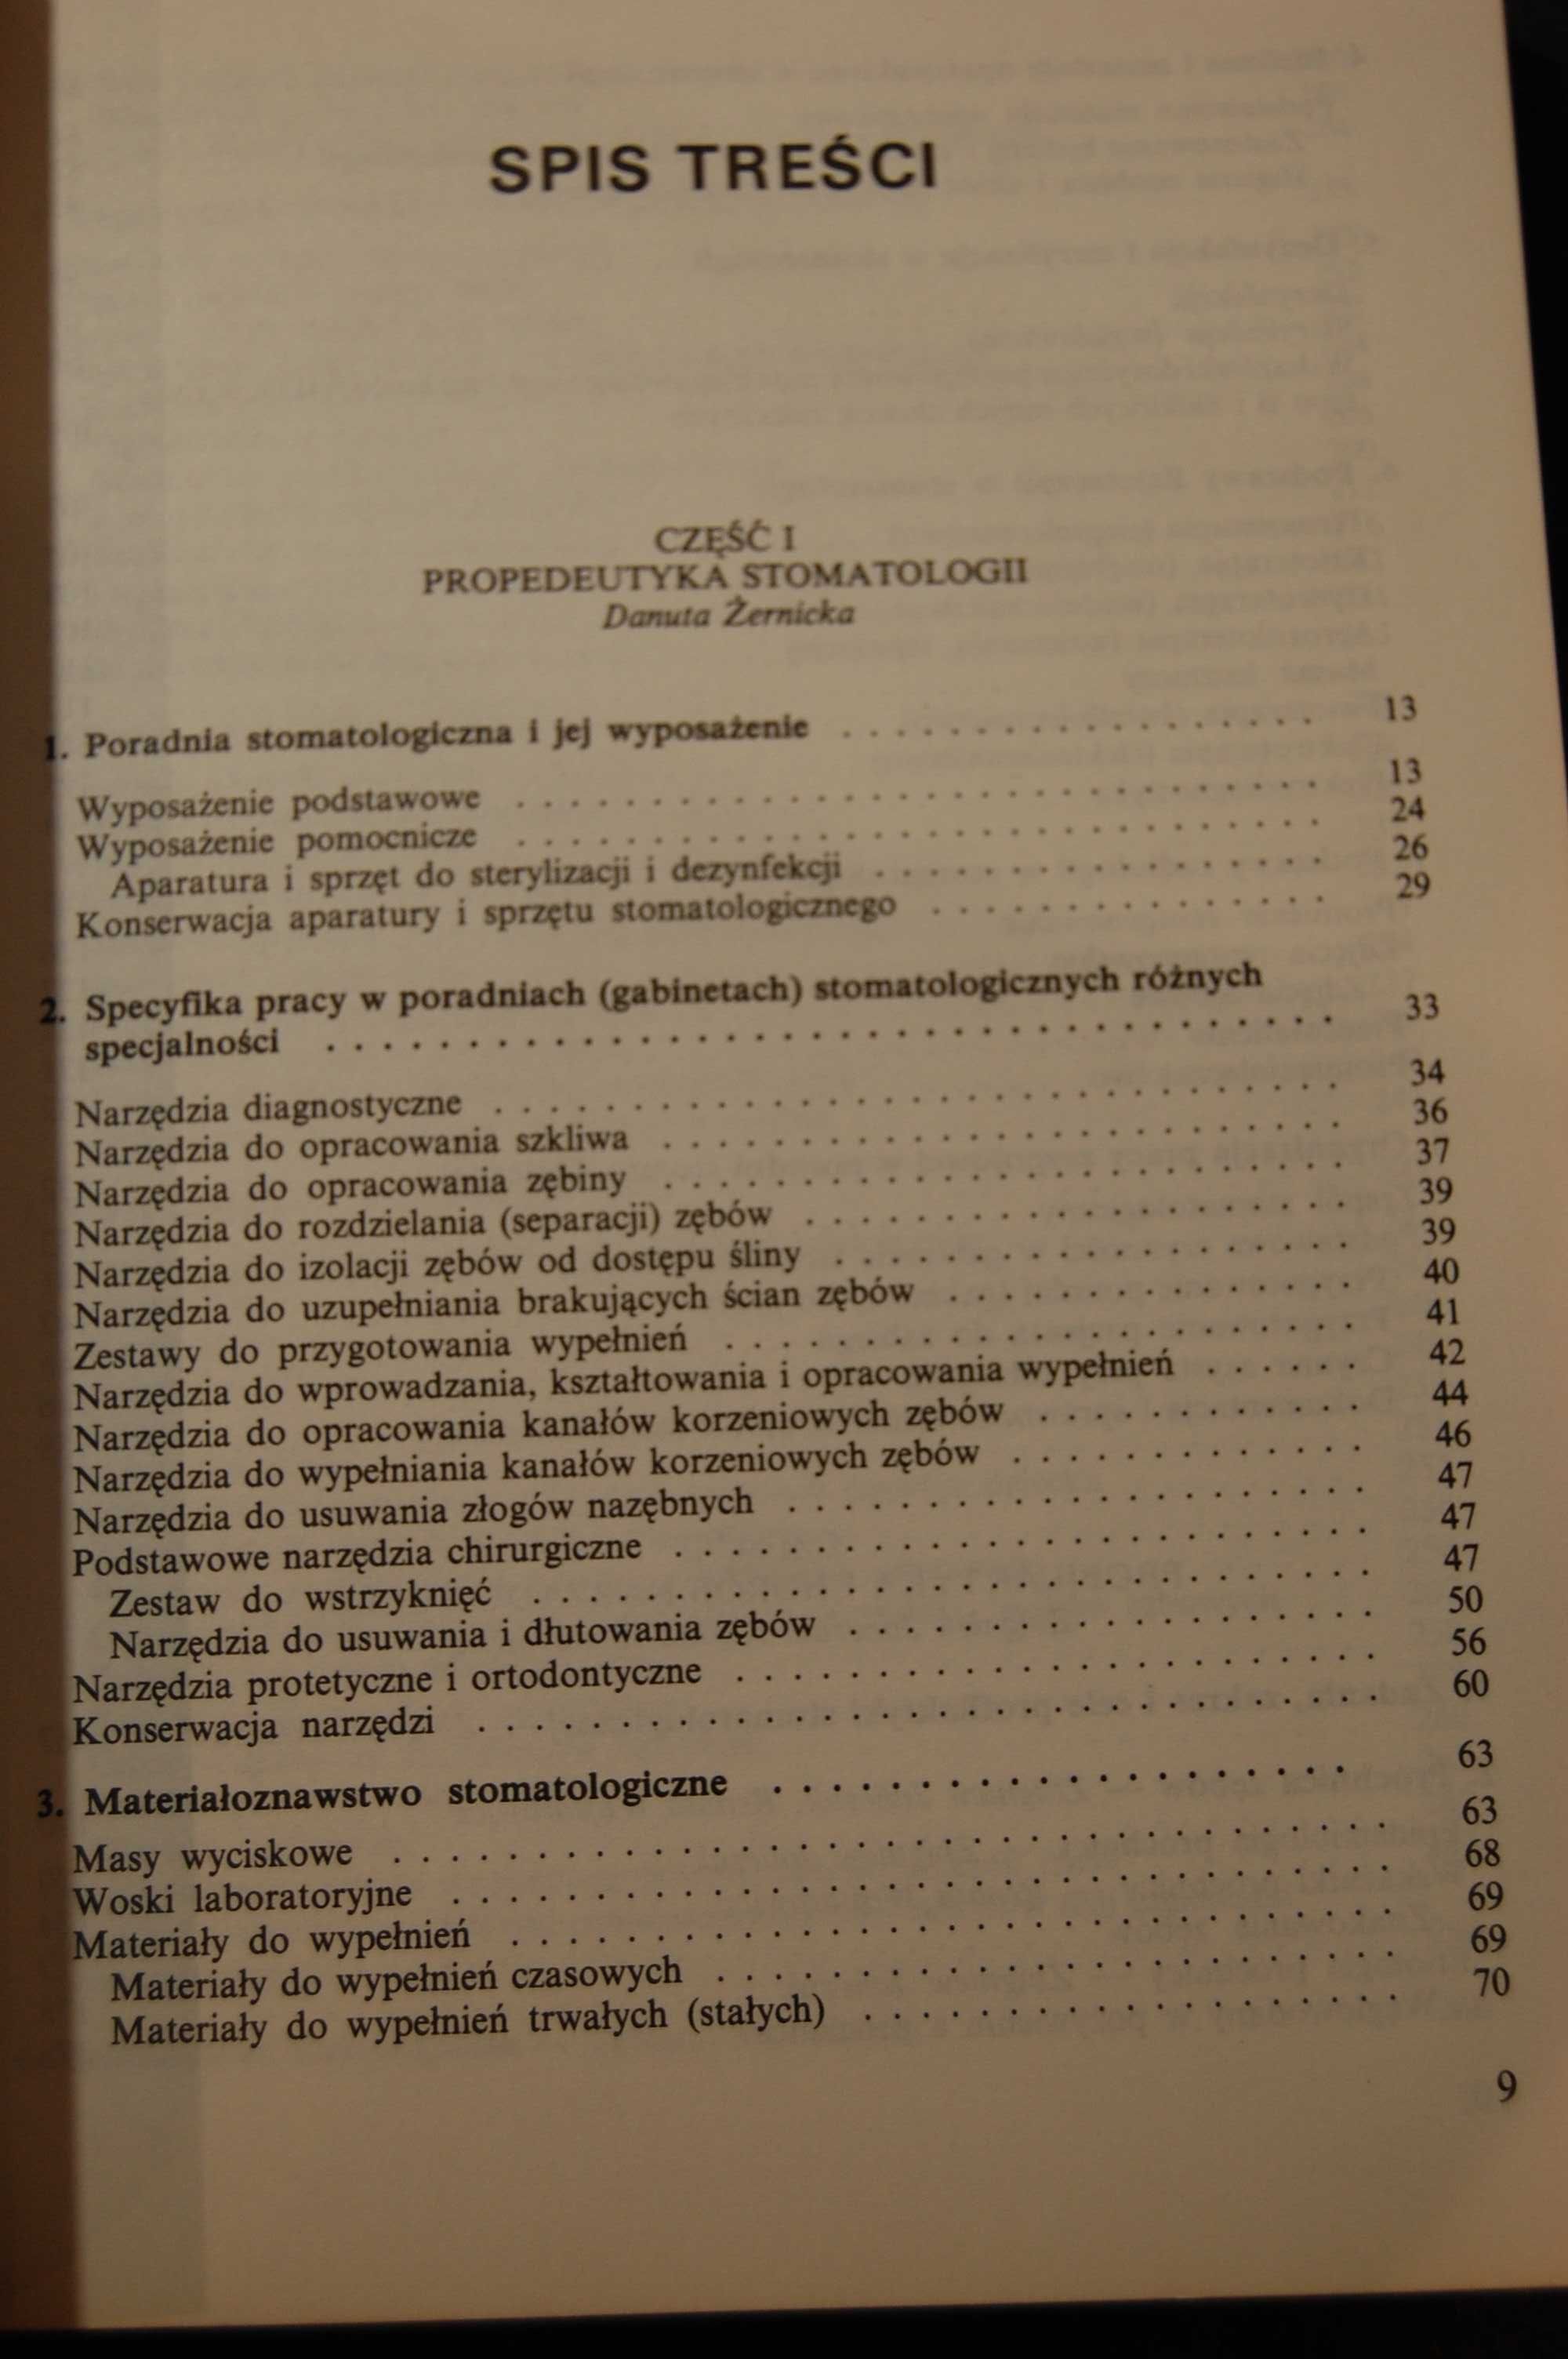 SPIS TREŚCI
CZĘŚĆ I
PROPEDEUTYKA STOMATOLOGII
Danuta Żernicka
1. Poradnia stomatologiczna i jej wyposażenie . . . . . . . . . . . . . . . . . . 13
Wyposażenie podstawowe . . . . . . . . . . . . . . . . . . . . . . . . . . . . . . 13
Wyposażenie pomocnicze . . . . . . . . . . . . . . . . . . . . . . . . . . . . . . 24
Aparatura i sprzęt do sterylizacji i dezynfekcji . . . . . . . . . . . . . . . . . 26
Konserwacja aparatury i sprzętu stomatologicznego . . . . . . . . . . . . . . . 29
2. Specyfika pracy w poradniach (gabinetach) stomatologicznych różnych
specjalności . . . . . . . . . . . . . . . . . . . . . . . . . . . . . . . . . . . . 33
Narzędzia diagnostyczne . . . . . . . . . . . . . . . . . . . . . . . . . . . . . . 34
Narzędzia do opracowania szkliwa . . . . . . . . . . . . . . . . . . . . . . . . . 36
Narzędzia do opracowania zębiny . . . . . . . . . . . . . . . . . . . . . . . . . 37
Narzędzia do rozdzielania (separacji) zębów . . . . . . . . . . . . . . . . . . . . 39
Narzędzia do izolacji zębów od dostępu śliny . . . . . . . . . . . . . . . . . . . 39
Narzędzia do uzupełniania brakujących ścian zębów . . . . . . . . . . . . . . . 40
Zestawy do przygotowania wypełnień . . . . . . . . . . . . . . . . . . . . . . . 41
Narzędzia do wprowadzania, kształtowania i opracowania wypełnień . . . . . . 42
Narzędzia do opracowania kanałów korzeniowych zębów . . . . . . . . . . . . 44
Narzędzia do wypełniania kanałów korzeniowych zębów . . . . . . . . . . . . . 46
Narzędzia do usuwania złogów nazębnych . . . . . . . . . . . . . . . . . . . . . 47
Podstawowe narzędzia chirurgiczne . . . . . . . . . . . . . . . . . . . . . . . . . 47
Zestaw do wstrzyknięć . . . . . . . . . . . . . . . . . . . . . . . . . . . . . . 47
Narzędzia do usuwania i dłutowania zębów . . . . . . . . . . . . . . . . . . . 50
Narzędzia protetyczne i ortodontyczne . . . . . . . . . . . . . . . . . . . . . . . 56
Konserwacja narzędzi . . . . . . . . . . . . . . . . . . . . . . . . . . . . . . . . 60
3. Materiałoznawstwo stomatologiczne . . . . . . . . . . . . . . . . . . . . 63
Masy wyciskowe . . . . . . . . . . . . . . . . . . . . . . . . . . . . . . . . . . . 63
Woski laboratoryjne . . . . . . . . . . . . . . . . . . . . . . . . . . . . . . . . . 68
Materiały do wypełnień . . . . . . . . . . . . . . . . . . . . . . . . . . . . . . . 69
Materiały do wypełnień czasowych . . . . . . . . . . . . . . . . . . . . . . . . 69
Materiały do wypełnień trwałych (stałych) . . . . . . . . . . . . . . . . . . . 70
9